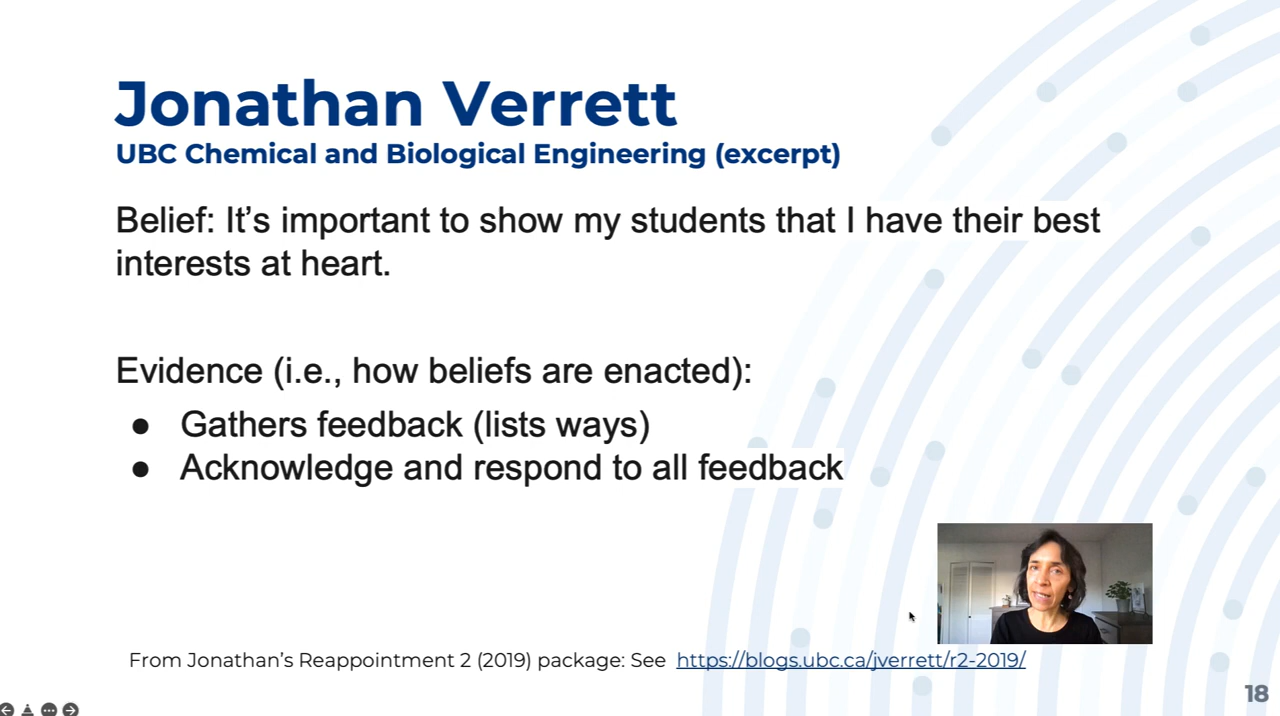 Jonathan Verrett
UBC Chemical and Biological Engineering (excerpt)
Belief: It’s important to show my students that I have their best
interests at heart.
Evidence (i.e., how beliefs are enacted):
● Gathers feedback (lists ways)
● Acknowledge and respond to all feedback
From Jonathan’s Reappointment 2 (2019) package: See https://blogs.ubc.ca/jverrett/r2-2019/
18